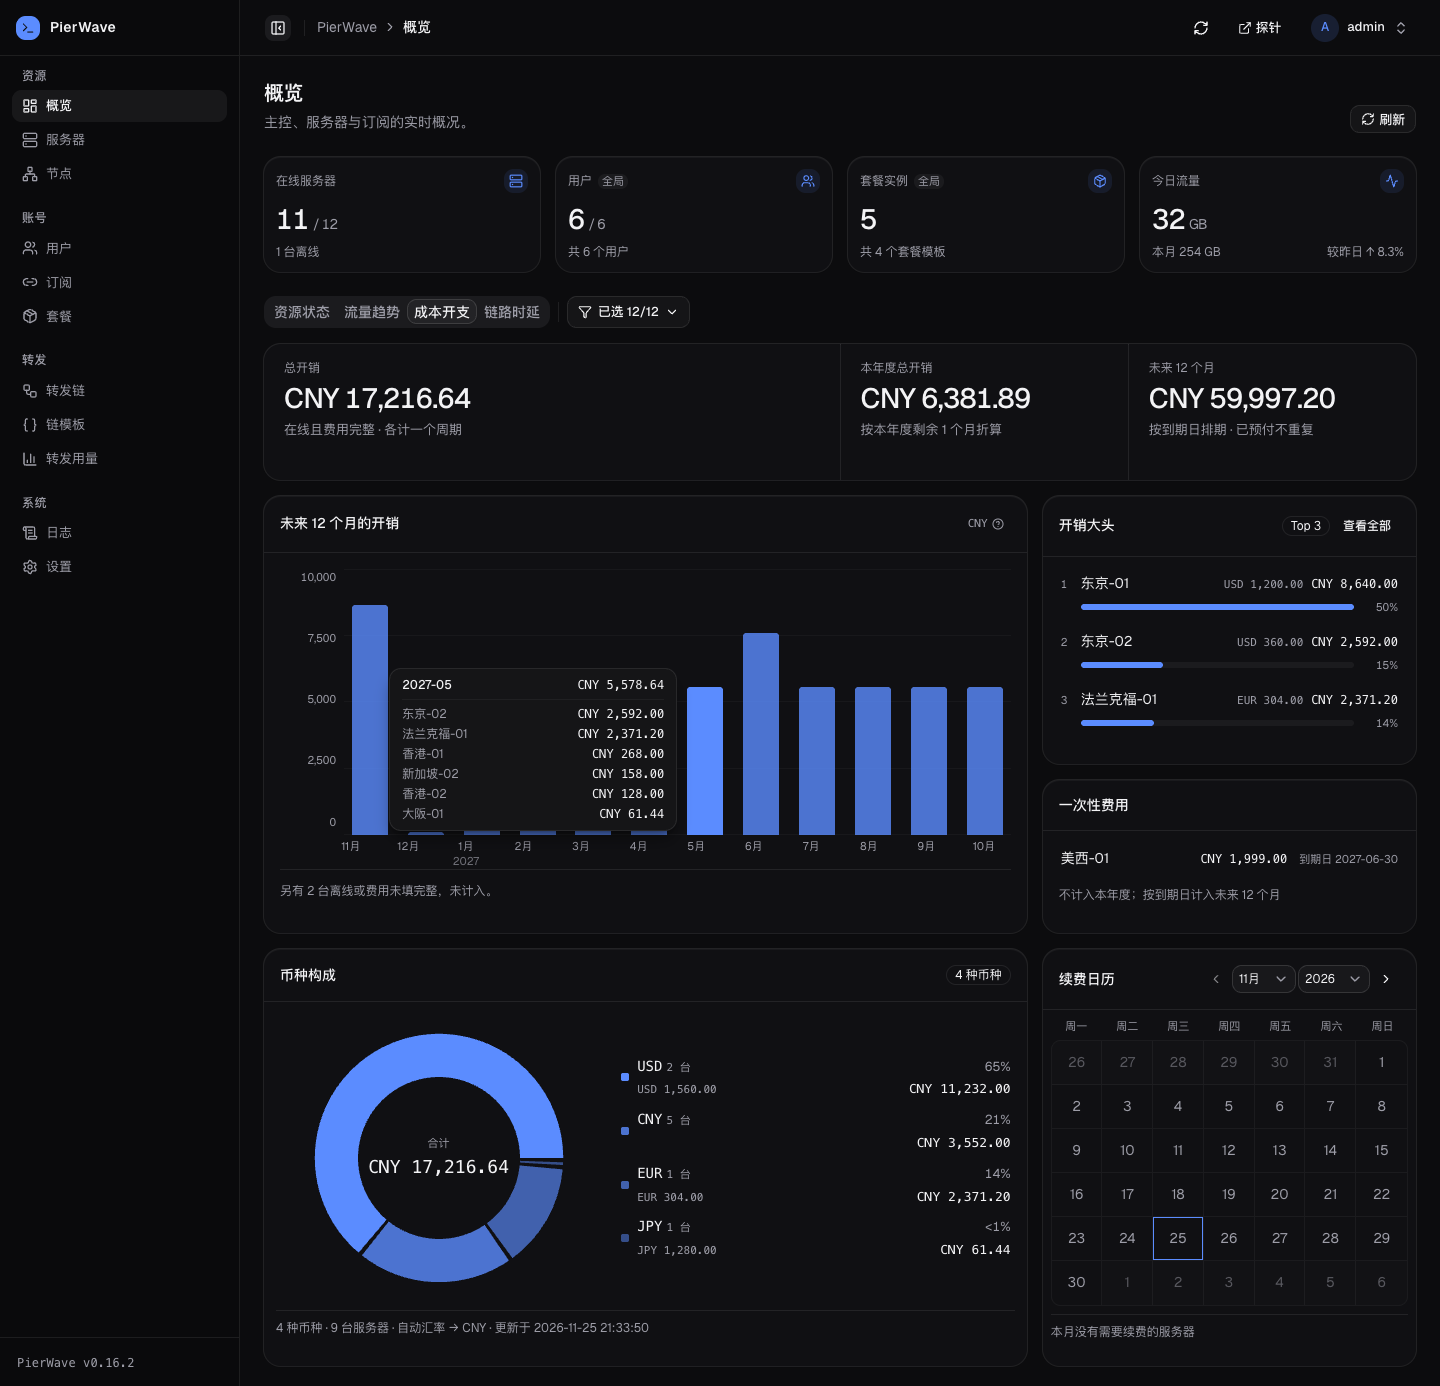 PierWave
PierWave > 概览
探针
A admin
资源
概览
服务器
节点
账号
用户
订阅
套餐
转发
转发链
链模板
转发用量
系统
日志
设置
PierWave v0.16.2
概览
主控、服务器与订阅的实时概况。
刷新
在线服务器
11 / 12
1 台离线
用户 全局
6 / 6
共 6 个用户
套餐实例 全局
5
共 4 个套餐模板
今日流量
32 GB
本月 254 GB 较昨日 ↑ 8.3%
资源状态 流量趋势 成本开支 链路时延 已选 12/12
总开销
CNY 17,216.64
在线且费用完整 · 各计一个周期
本年度总开销
CNY 6,381.89
按本年度剩余 1 个月折算
未来 12 个月
CNY 59,997.20
按到期日排期 · 已预付不重复
未来 12 个月的开销 CNY
10,000
7,500
5,000
2,500
0
2027-05 CNY 5,578.64
东京-02 CNY 2,592.00
法兰克福-01 CNY 2,371.20
香港-01 CNY 268.00
新加坡-02 CNY 158.00
香港-02 CNY 128.00
大阪-01 CNY 61.44
11月 12月 1月 2月 3月 4月 5月 6月 7月 8月 9月 10月
2027
另有 2 台离线或费用未填完整，未计入。
开销大头 Top 3 查看全部
1 东京-01 USD 1,200.00 CNY 8,640.00
50%
2 东京-02 USD 360.00 CNY 2,592.00
15%
3 法兰克福-01 EUR 304.00 CNY 2,371.20
14%
一次性费用
美西-01 CNY 1,999.00 到期日 2027-06-30
不计入本年度；按到期日计入未来 12 个月
币种构成 4 种币种
合计
CNY 17,216.64
USD 2 台 65%
USD 1,560.00 CNY 11,232.00
CNY 5 台 21%
CNY 3,552.00
EUR 1 台 14%
EUR 304.00 CNY 2,371.20
JPY 1 台 <1%
JPY 1,280.00 CNY 61.44
4 种币种 · 9 台服务器 · 自动汇率 → CNY · 更新于 2026-11-25 21:33:50
续费日历 11月 2026
周一 周二 周三 周四 周五 周六 周日
26 27 28 29 30 31 1
2 3 4 5 6 7 8
9 10 11 12 13 14 15
16 17 18 19 20 21 22
23 24 25 26 27 28 29
30 1 2 3 4 5 6
本月没有需要续费的服务器